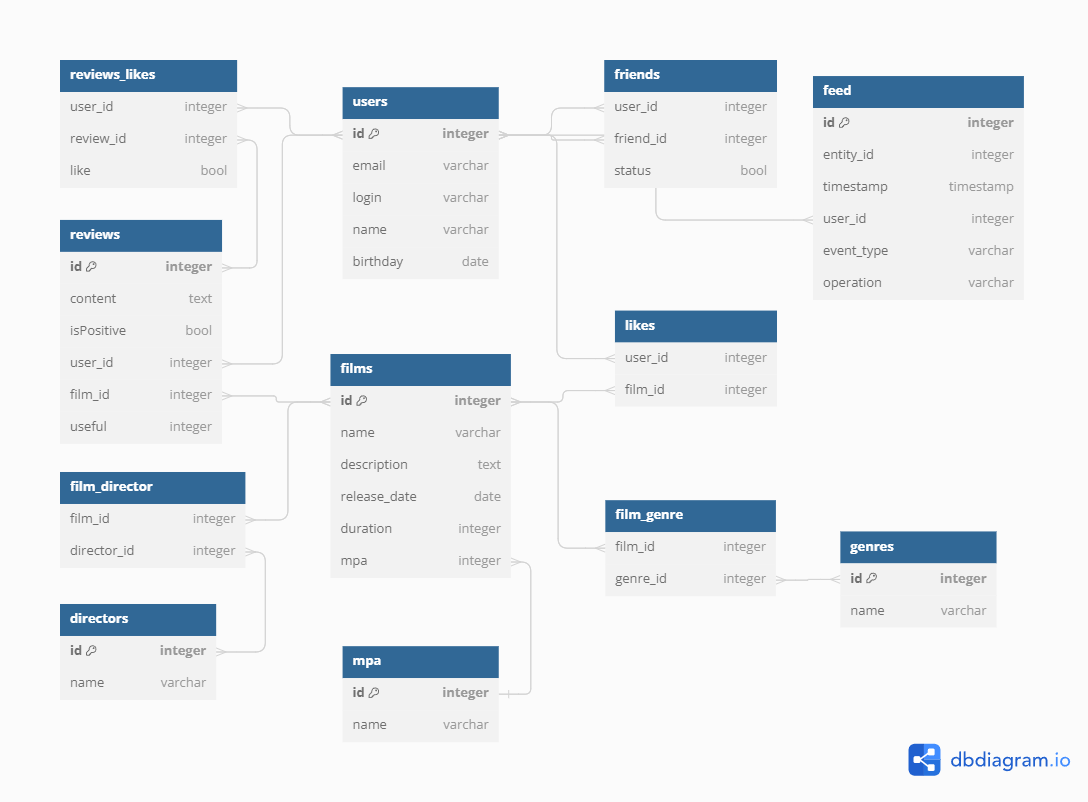 reviews_likes
user_id integer
review_id integer
like bool
users
id integer
email varchar
login varchar
name varchar
birthday date
friends
user_id integer
friend_id integer
status bool
feed
id integer
entity_id integer
timestamp timestamp
user_id integer
event_type varchar
operation varchar
reviews
id integer
content text
isPositive bool
user_id integer
film_id integer
useful integer
likes
user_id integer
film_id integer
films
id integer
name varchar
description text
release_date date
duration integer
mpa integer
film_director
film_id integer
director_id integer
film_genre
film_id integer
genre_id integer
genres
id integer
name varchar
directors
id integer
name varchar
mpa
id integer
name varchar
dbdiagram.io